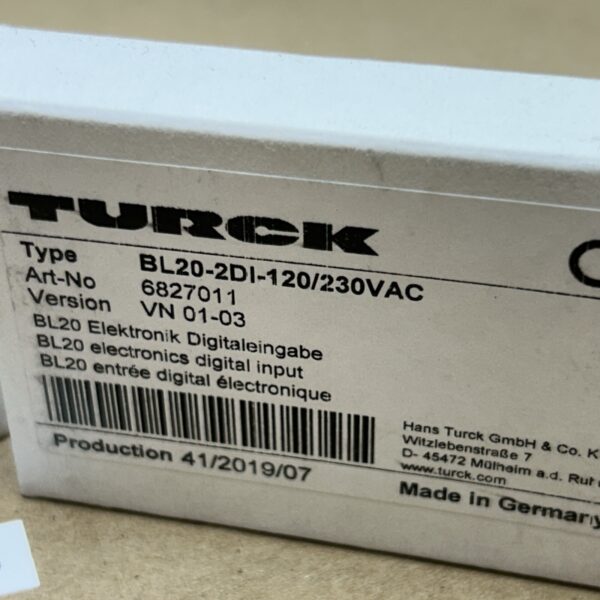 TURCK
Type BL20-2DI-120/230VAC
Art-No 6827011
Version VN 01-03
BL20 Elektronik Digitaleingabe
BL20 electronics digital input
BL20 entrée digital électronique
Production 41/2019/07
Hans Turck GmbH & Co. K
Witzlebenstraße 7
D- 45472 Mülheim a.d. Ruh
www.turck.com
Made in Germany